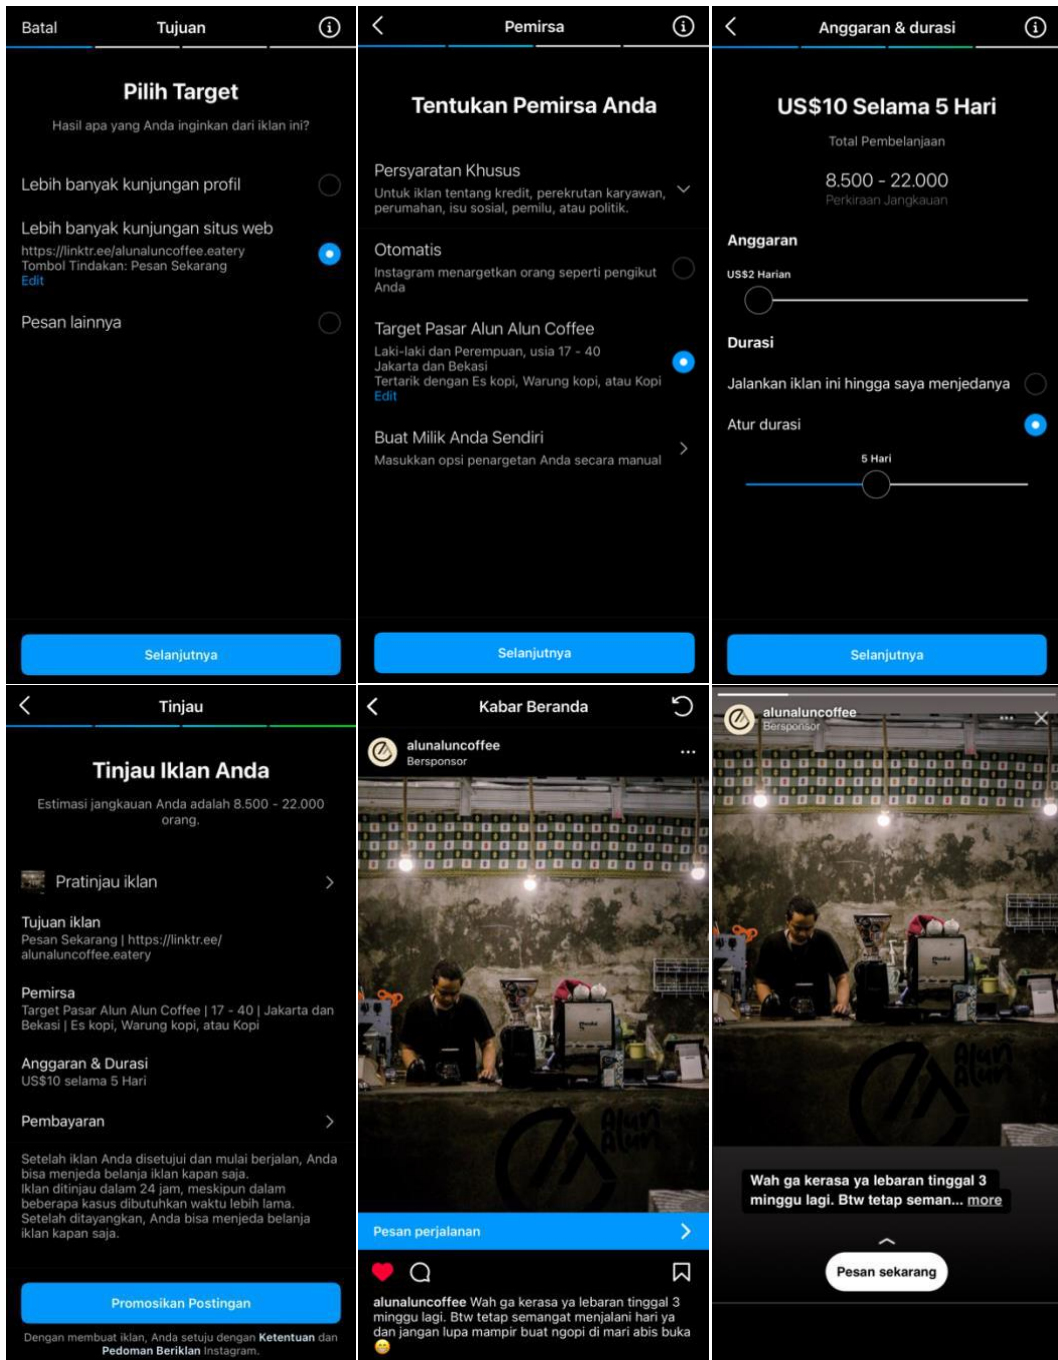 Batal
Tujuan
Pilih Target
Hasil apa yang Anda inginkan dari iklan ini?
Lebih banyak kunjungan profil
Lebih banyak kunjungan situs web
https://linktr.ee/alunaluncoffee.eatery
Tombol Tindakan: Pesan Sekarang
Edit
Pesan lainnya
Selanjutnya
Pemirsa
Tentukan Pemirsa Anda
Persyaratan Khusus
Untuk iklan tentang kredit, perekrutan karyawan,
perumahan, isu sosial, pemilu, atau politik.
Otomatis
Instagram menargetkan orang seperti pengikut
Anda
Target Pasar Alun Alun Coffee
Laki-laki dan Perempuan, usia 17 - 40
Jakarta dan Bekasi
Tertarik dengan Es kopi, Warung kopi, atau Kopi
Edit
Buat Milik Anda Sendiri
Masukkan opsi penargetan Anda secara manual
Selanjutnya
Anggaran & durasi
US$10 Selama 5 Hari
Total Pembelanjaan
8.500 - 22.000
Perkiraan Jangkauan
Anggaran
US$2 Harian
Durasi
Jalankan iklan ini hingga saya menjedanya
Atur durasi
5 Hari
Selanjutnya
Tinjau
Tinjau Iklan Anda
Estimasi jangkauan Anda adalah 8.500 - 22.000
orang.
Pratinjau iklan
Tujuan iklan
Pesan Sekarang | https://linktr.ee/
alunaluncoffee.eatery
Pemirsa
Target Pasar Alun Alun Coffee | 17 - 40 | Jakarta dan
Bekasi | Es kopi, Warung kopi, atau Kopi
Anggaran & Durasi
US$10 selama 5 Hari
Pembayaran
Setelah iklan Anda disetujui dan mulai berjalan, Anda
bisa menjeda belanja iklan kapan saja.
Iklan ditinjau dalam 24 jam, meskipun dalam
beberapa kasus dibutuhkan waktu lebih lama.
Setelah ditayangkan, Anda bisa menjeda belanja
iklan kapan saja.
Promosikan Postingan
Dengan membuat iklan, Anda setuju dengan Ketentuan dan
Pedoman Beriklan Instagram.
Kabar Beranda
alunaluncoffee
Bersponsor
Alun
Alun
Pesan perjalanan
alunaluncoffee Wah ga kerasa ya lebaran tinggal 3
minggu lagi. Btw tetap semangat menjalani hari ya
dan jangan lupa mampir buat ngopi di mari abis buka
alunaluncoffee
Bersponsor
Alun
Alun
Wah ga kerasa ya lebaran tinggal 3
minggu lagi. Btw tetap seman... more
Pesan sekarang